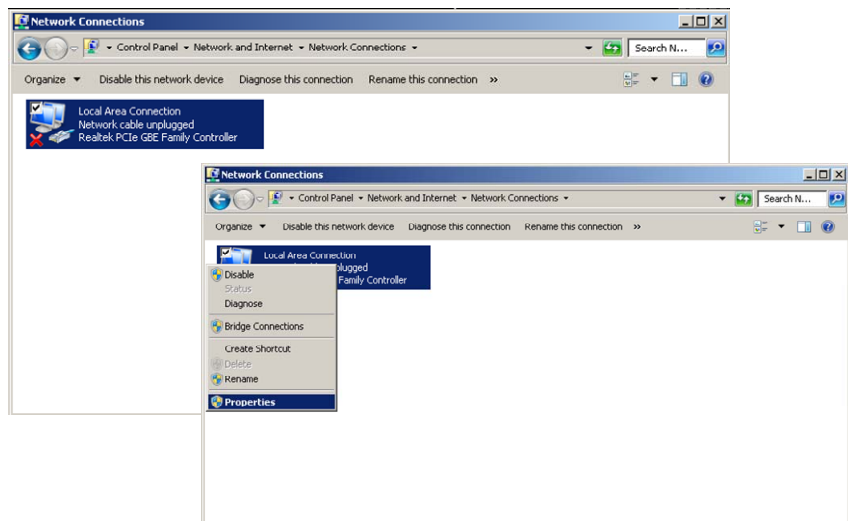 Network Connections
Control Panel Network and Internet Network Connections
Search N...
Organize Disable this network device Diagnose this connection Rename this connection »
Local Area Connection
Network cable unplugged
Realtek PCIe GBE Family Controller
Network Connections
Control Panel Network and Internet Network Connections
Search N...
Organize Disable this network device Diagnose this connection Rename this connection »
Local Area Connection
Family Controller
Disable
Status
Diagnose
Bridge Connections
Create Shortcut
Delete
Rename
Properties